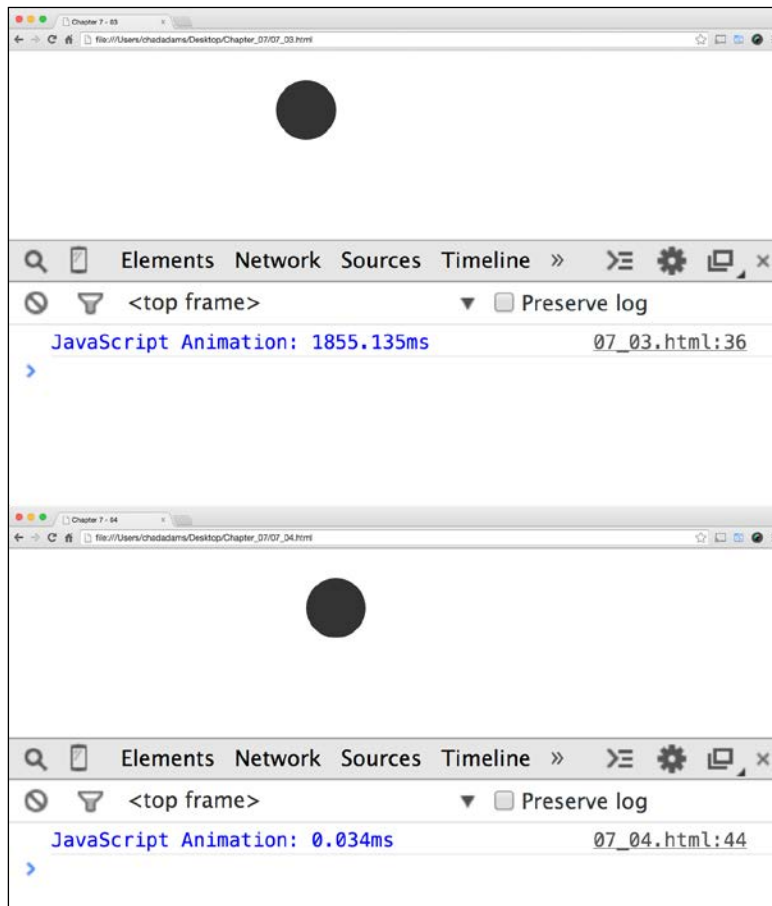 Chapter 7 - 03
file:///Users/chadadams/Desktop/Chapter_07/07_03.html
Elements Network Sources Timeline »
<top frame> ▼ Preserve log
JavaScript Animation: 1855.135ms 07_03.html:36
>
Chapter 7 - 04
file:///Users/chadadams/Desktop/Chapter_07/07_04.html
Elements Network Sources Timeline »
<top frame> ▼ Preserve log
JavaScript Animation: 0.034ms 07_04.html:44
>